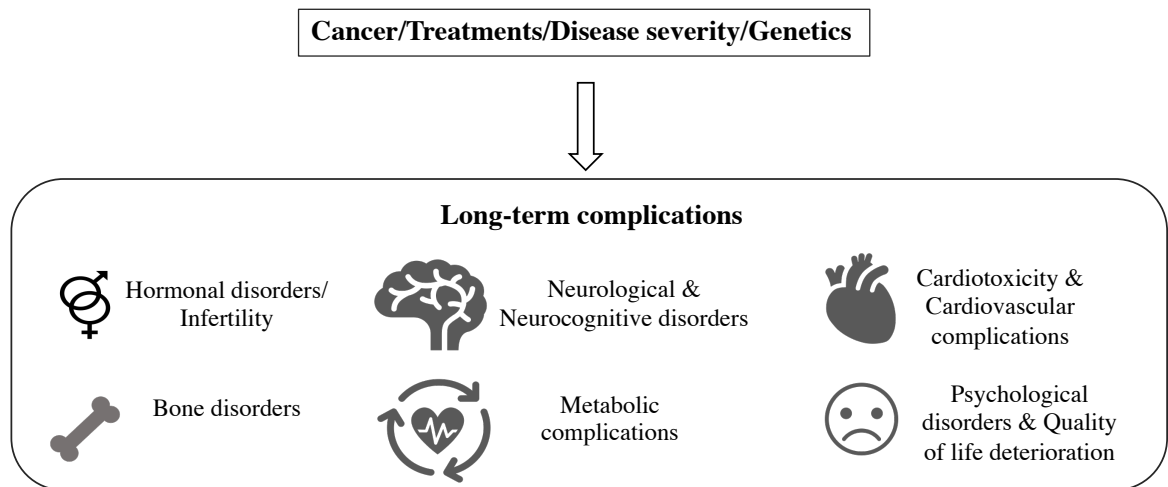 Cancer/Treatments/Disease severity/Genetics
Long-term complications
Hormonal disorders/
Infertility
Neurological &
Neurocognitive disorders
Cardiotoxicity &
Cardiovascular
complications
Bone disorders
Metabolic
complications
Psychological
disorders & Quality
of life deterioration